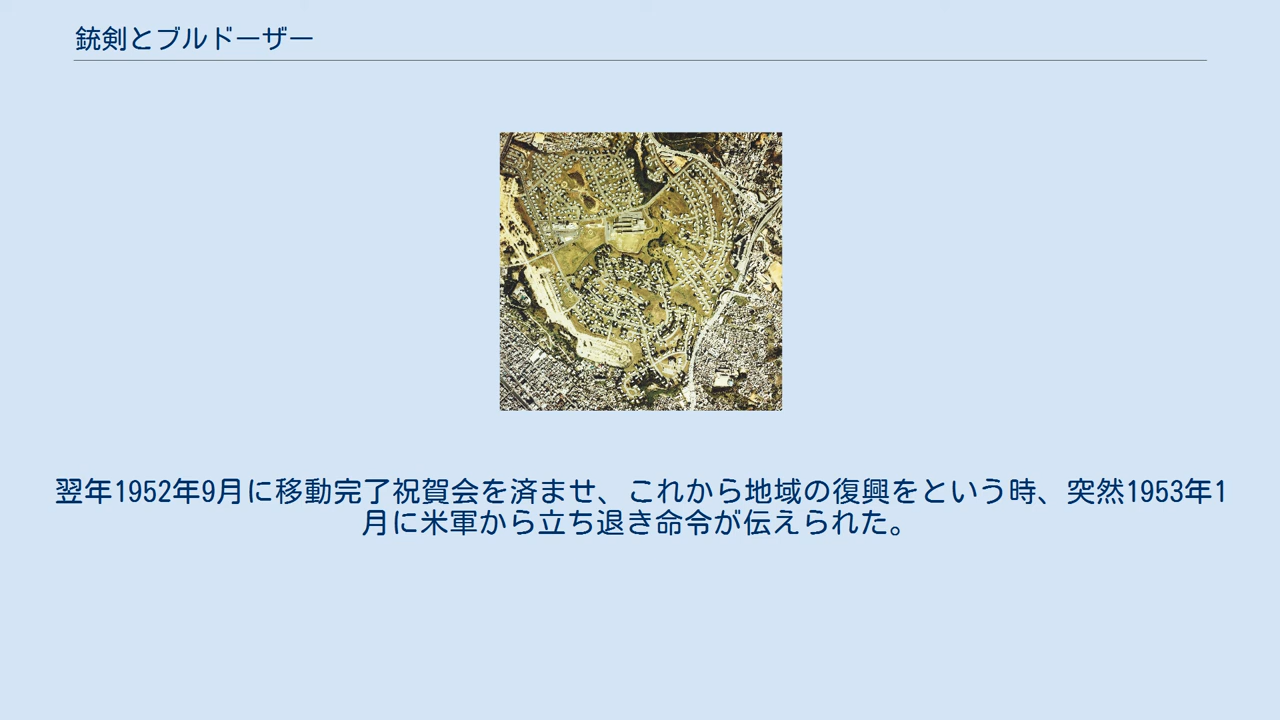 銃剣とブルドーザー
翌年1952年9月に移動完了祝賀会を済ませ、これから地域の復興をという時、突然1953年1
月に米軍から立ち退き命令が伝えられた。